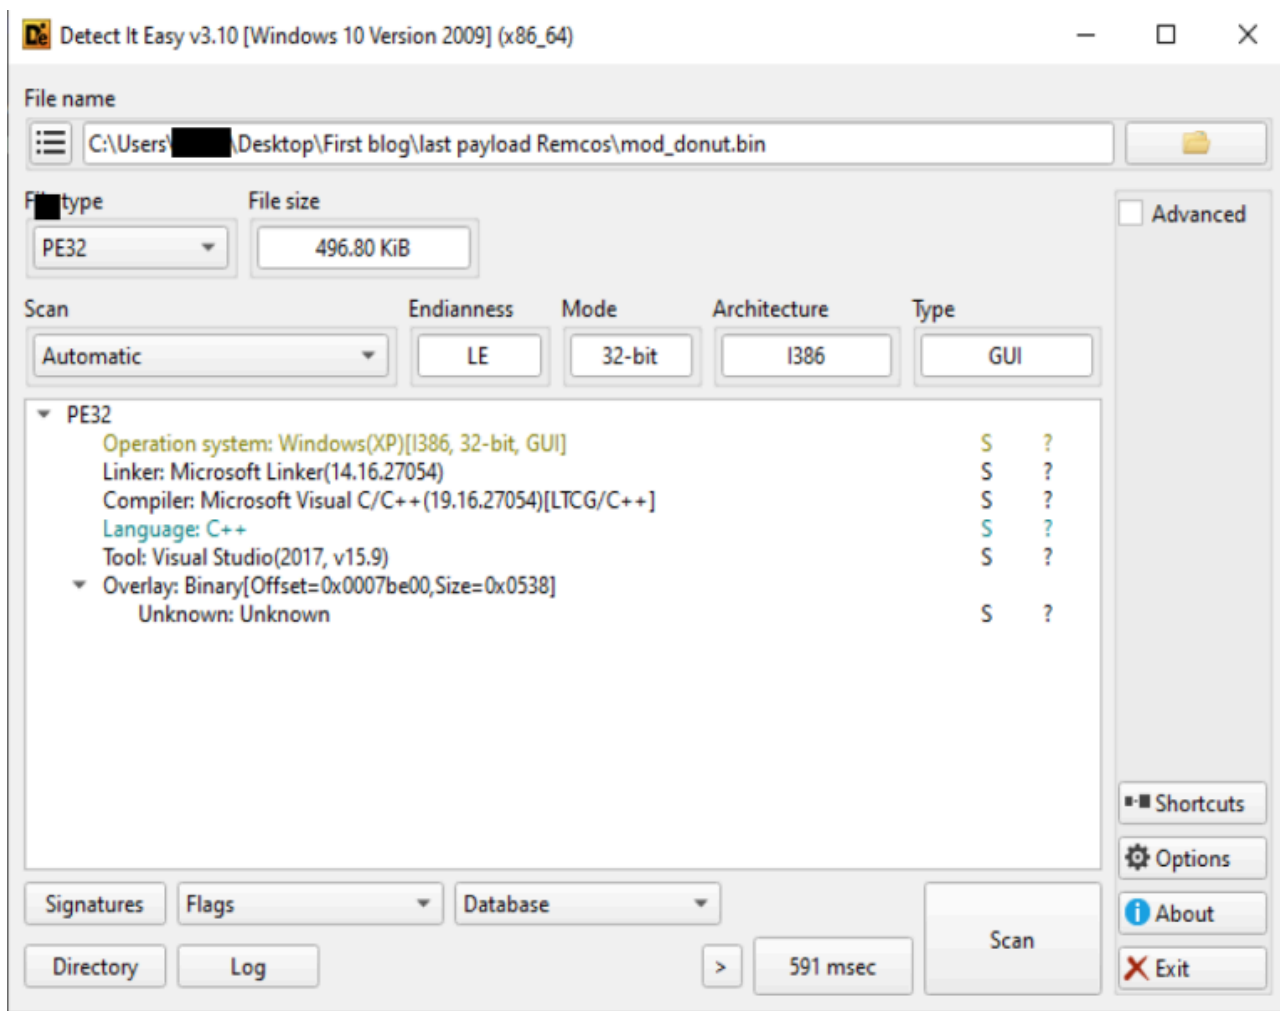 Detect It Easy v3.10 [Windows 10 Version 2009] (x86_64)
File name
C:\Users\ \Desktop\First blog\last payload Remcos\mod_donut.bin
type File size
PE32 496.80 KiB
Advanced
Scan Endianness Mode Architecture Type
Automatic LE 32-bit I386 GUI
PE32
Operation system: Windows(XP)[I386, 32-bit, GUI] S ?
Linker: Microsoft Linker(14.16.27054) S ?
Compiler: Microsoft Visual C/C++(19.16.27054)[LTCG/C++] S ?
Language: C++ S ?
Tool: Visual Studio(2017, v15.9) S ?
Overlay: Binary[Offset=0x0007be00,Size=0x0538]
Unknown: Unknown S ?
Shortcuts
Options
Signatures Flags Database
Scan
About
Directory Log > 591 msec
Exit